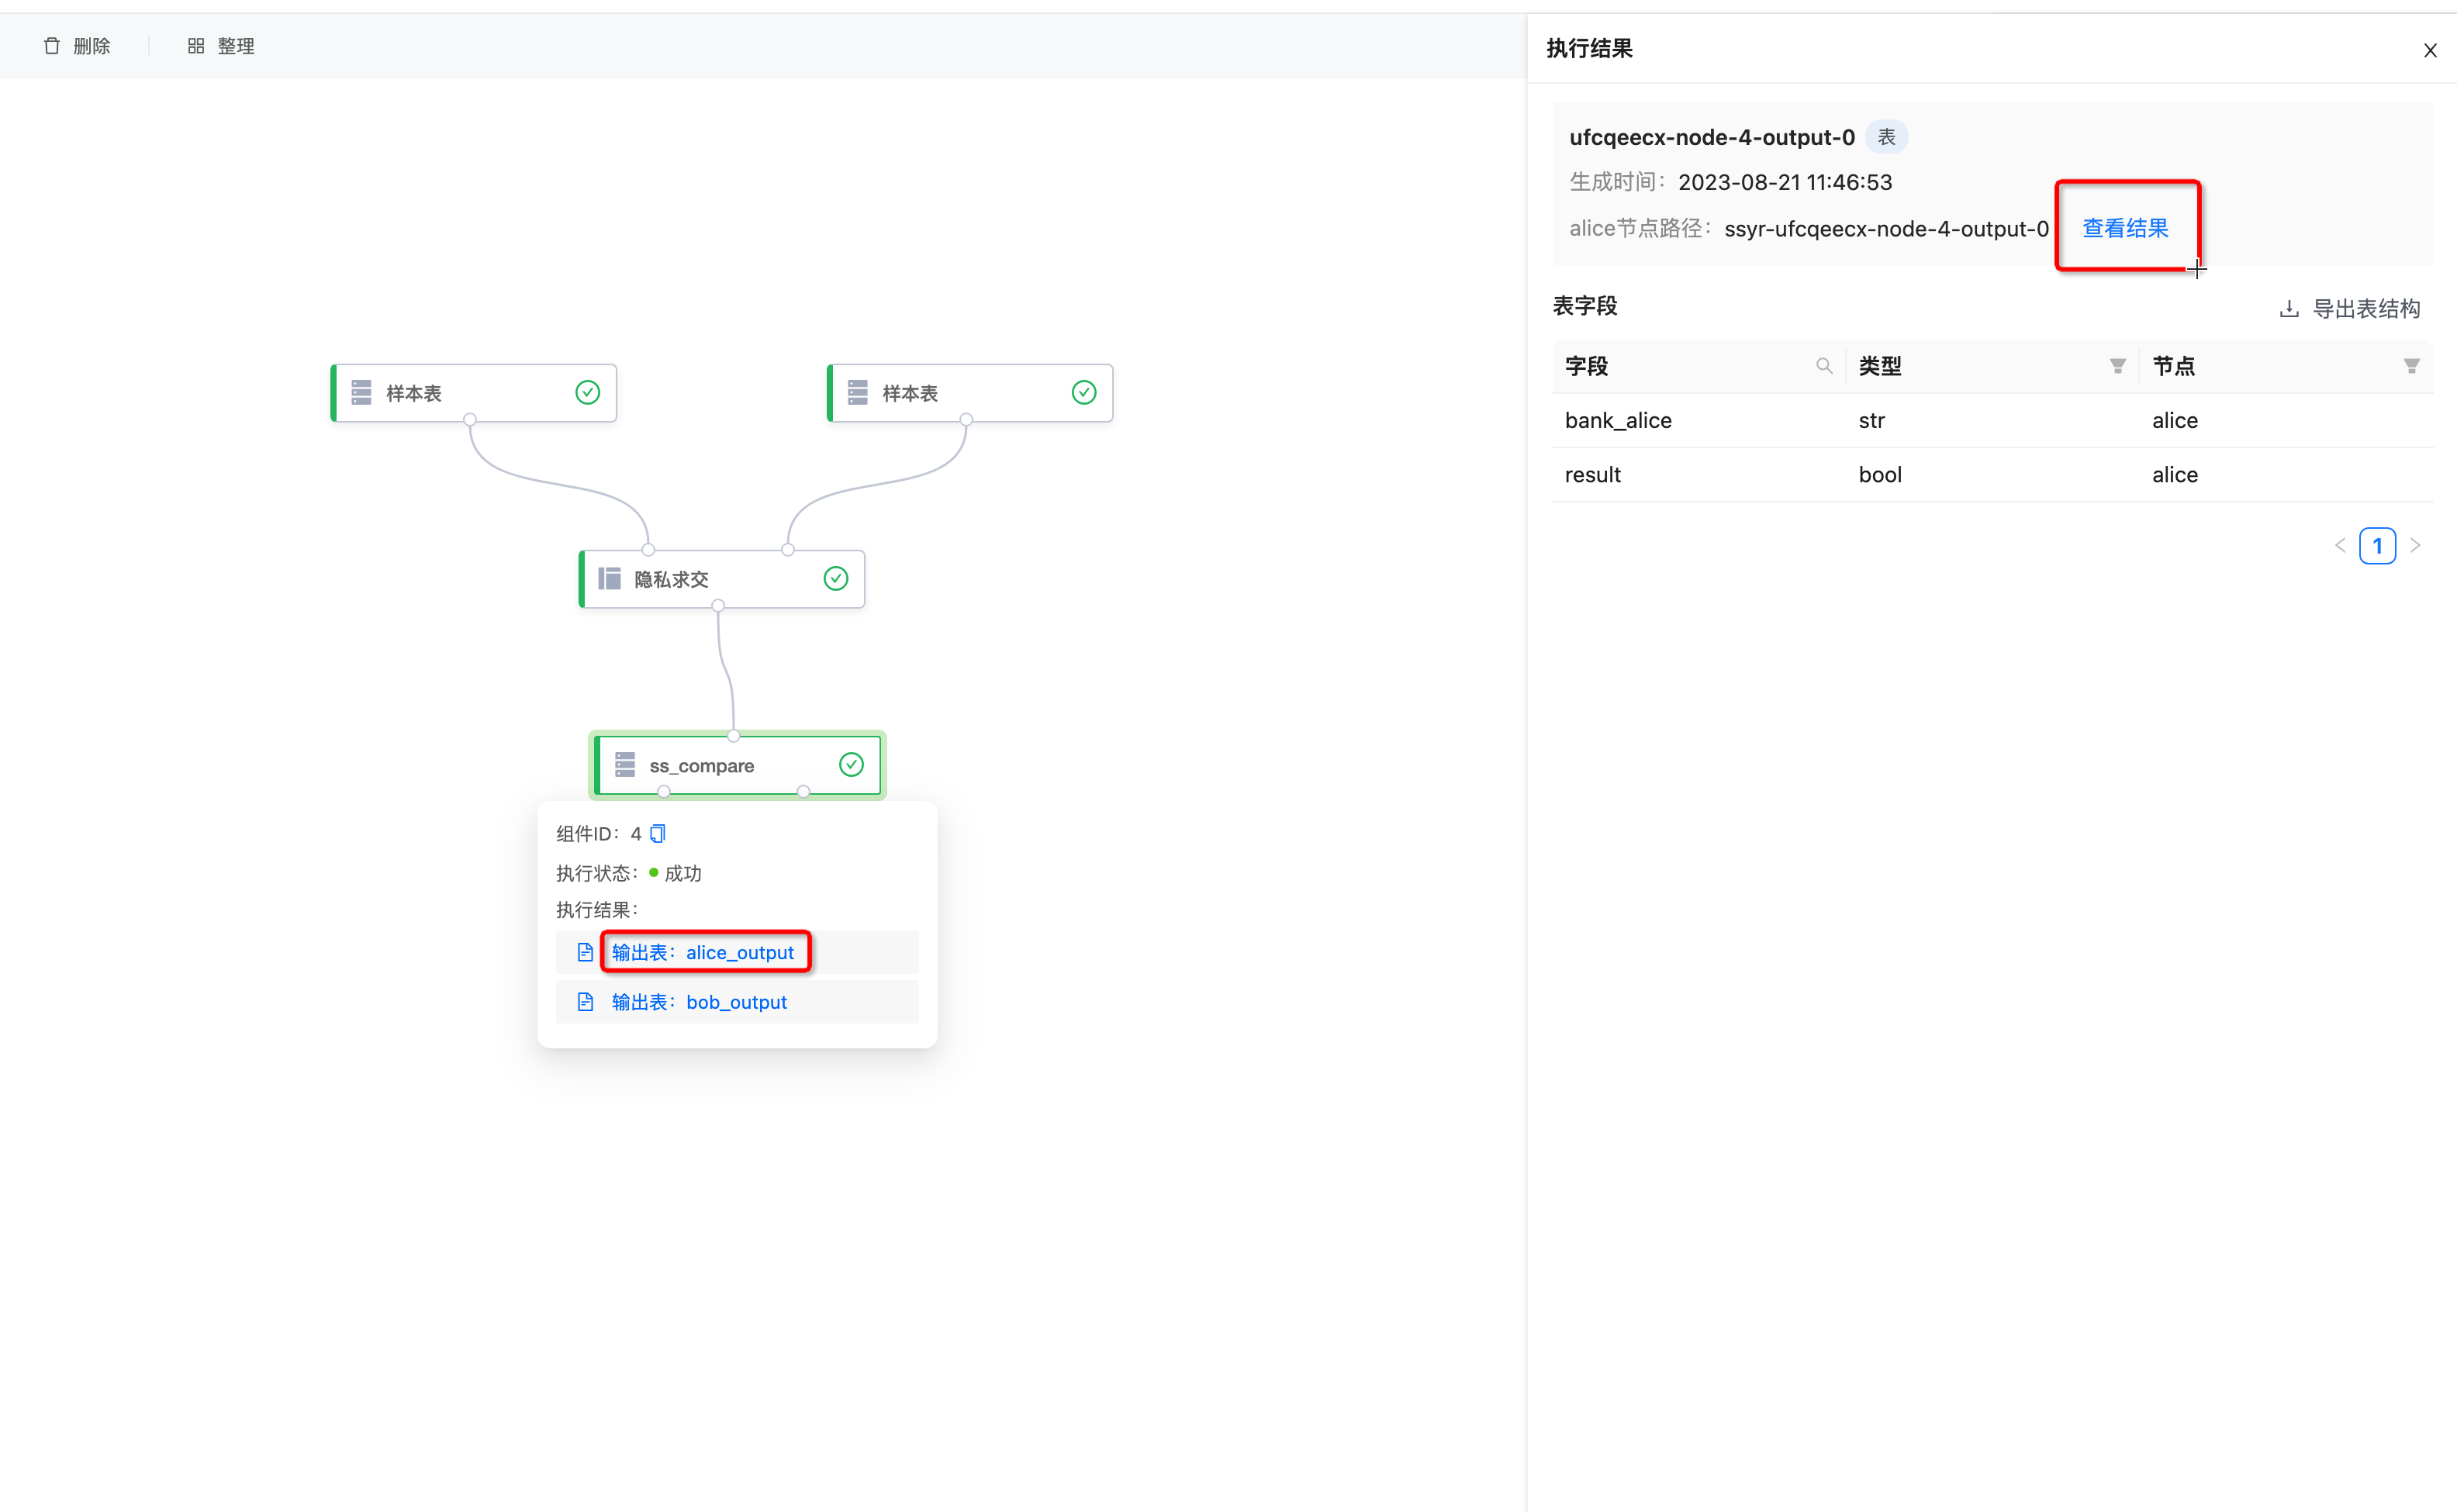 删除
整理
样本表
样本表
隐私求交
ss_compare
组件ID：4
执行状态：成功
执行结果：
输出表：alice_output
输出表：bob_output
执行结果
ufcqeecx-node-4-output-0 表
生成时间：2023-08-21 11:46:53
alice节点路径：ssyr-ufcqeecx-node-4-output-0 查看结果
表字段
导出表结构
字段 类型 节点
bank_alice str alice
result bool alice
1